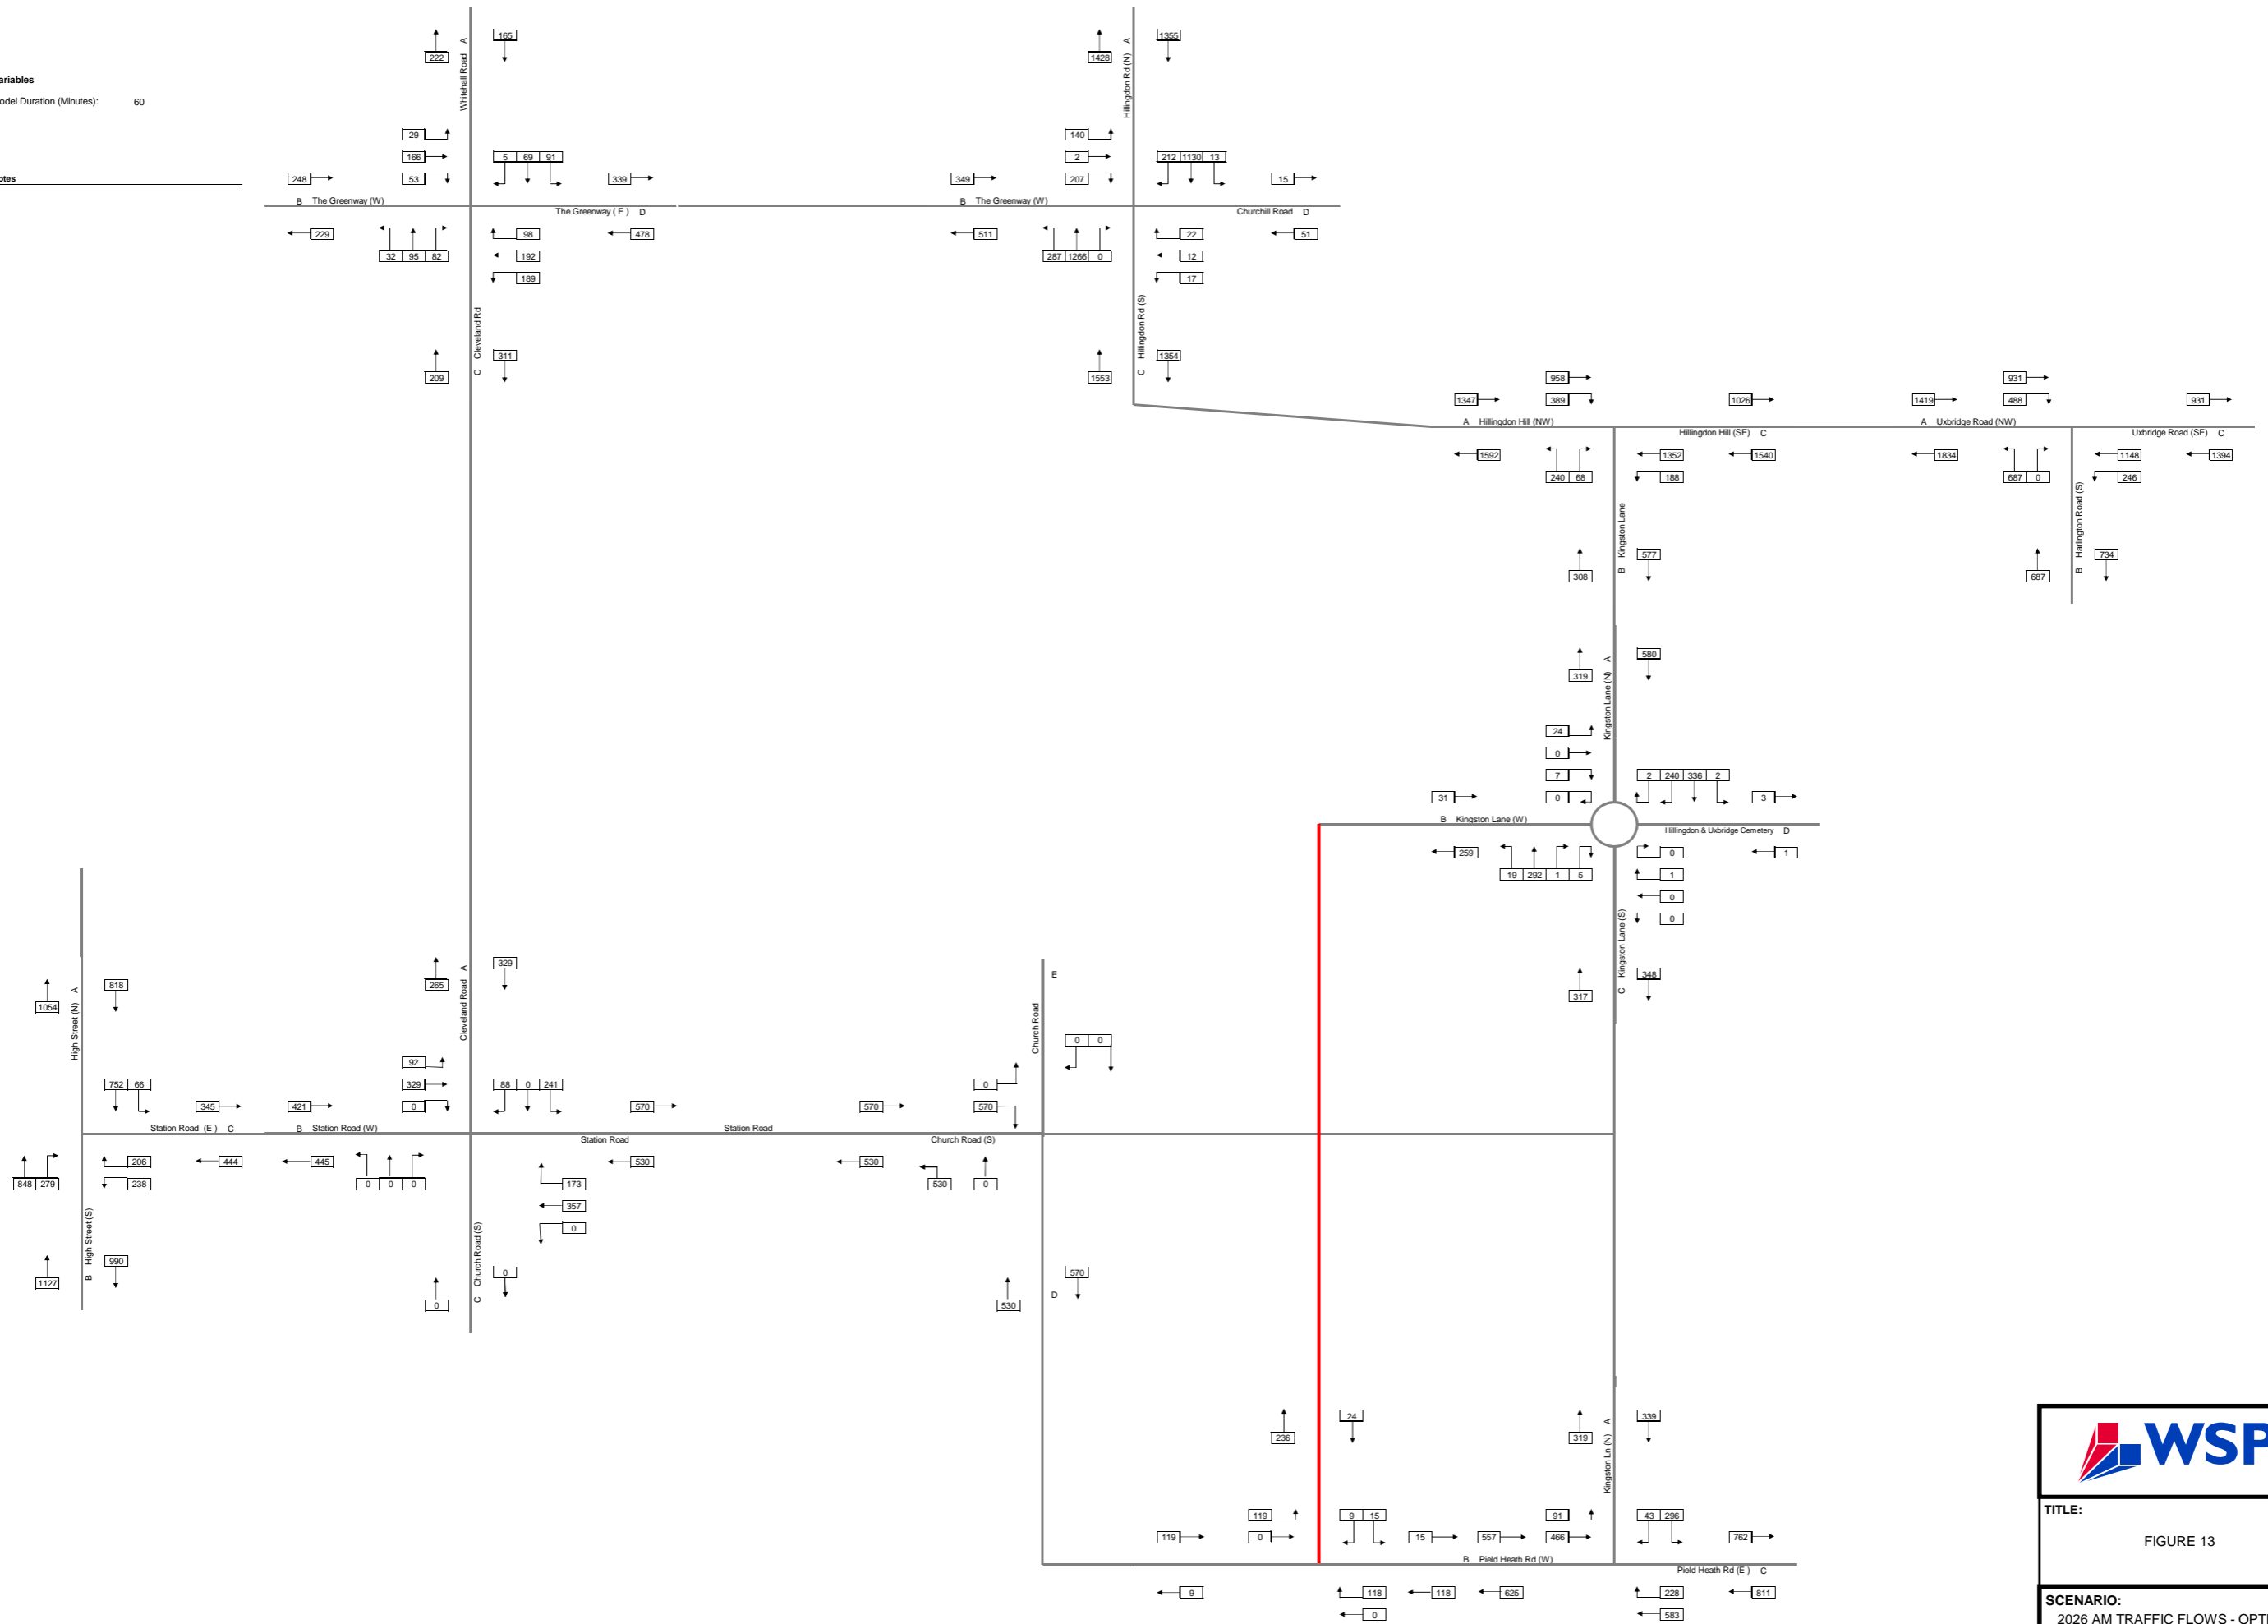 165
222
Whitehall Road A
1355
1428
Hillingdon Rd (N) A
ariables
odel Duration (Minutes): 60
29
166
53
5 69 91
248
339
140
2
207
212 1130 13
349
15
otes
B The Greenway (W)
The Greenway ( E ) D
B The Greenway (W)
Churchill Road D
229
32 95 82
98
192
189
478
511
287 1266 0
22
12
17
51
C Cleveland Rd
209
311
C Hillingdon Rd (S)
1553
1354
1347
958
389
1026
1419
931
488
931
A Hillingdon Hill (NW)
Hillingdon Hill (SE) C
A Uxbridge Road (NW)
Uxbridge Road (SE) C
1592
240 68
1352
188
1540
1834
687 0
1148
246
1394
B Kingston Lane
308
577
B Harlington Road (S)
687
734
319
580
Kingston Lane (N) A
24
0
7
0
2 240 336 2
31
3
B Kingston Lane (W)
Hillingdon & Uxbridge Cemetery D
259
19 292 1 5
0
1
0
0
1
C Kingston Lane (S)
317
348
1054
818
High Street (N) A
265
329
Cleveland Road A
E
Church Road
0 0
752 66
345
421
92
329
0
88 0 241
570
570
0
570
Station Road (E ) C
B Station Road (W)
Station Road
Station Road
Church Road (S)
848 279
206
238
444
445
0 0 0
173
357
0
530
530
530 0
B High Street (S)
1127
990
C Church Road (S)
0
0
530
D
570
236
24
319
339
Kingston Ln (N) A
119
119
0
9 15
15
557
91
466
43 296
762
B Pield Heath Rd (W)
Pield Heath Rd (E ) C
9
118
0
118
625
228
583
811
WSP
TITLE:
FIGURE 13
SCENARIO:
2026 AM TRAFFIC FLOWS - OPT